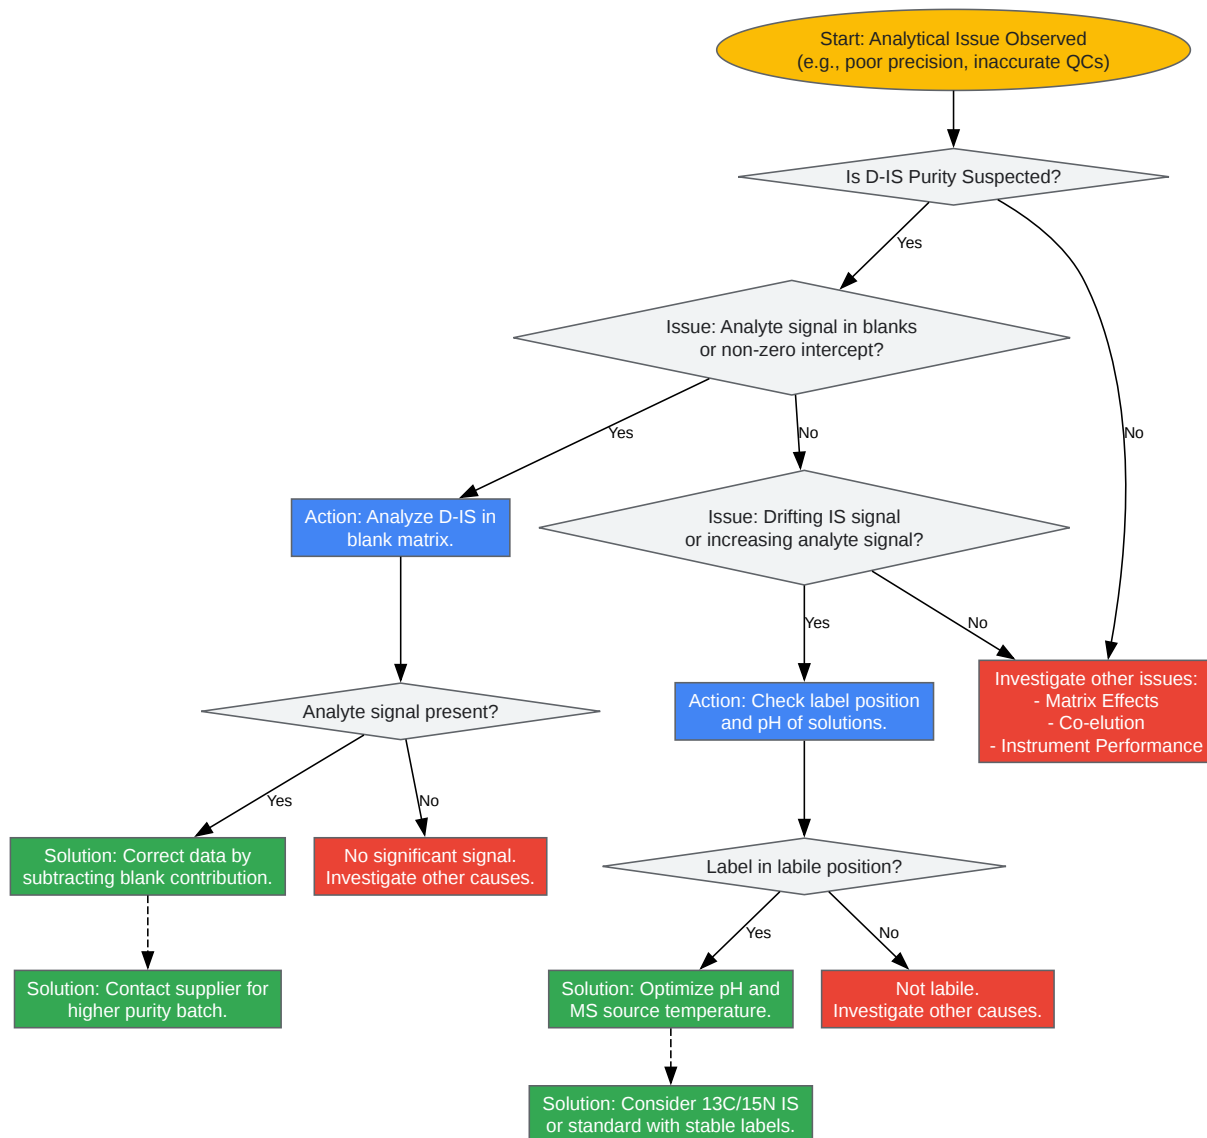 Start: Analytical Issue Observed
(e.g., poor precision, inaccurate QCs)
Is D-IS Purity Suspected?
Yes
No
Issue: Analyte signal in blanks
or non-zero intercept?
Yes
No
Action: Analyze D-IS in
blank matrix.
Issue: Drifting IS signal
or increasing analyte signal?
Yes
No
Analyte signal present?
Action: Check label position
and pH of solutions.
Investigate other issues:
- Matrix Effects
- Co-elution
- Instrument Performance
Yes
No
Solution: Correct data by
subtracting blank contribution.
No significant signal.
Investigate other causes.
Label in labile position?
Yes
No
Solution: Contact supplier for
higher purity batch.
Solution: Optimize pH and
MS source temperature.
Not labile.
Investigate other causes.
Solution: Consider 13C/15N IS
or standard with stable labels.